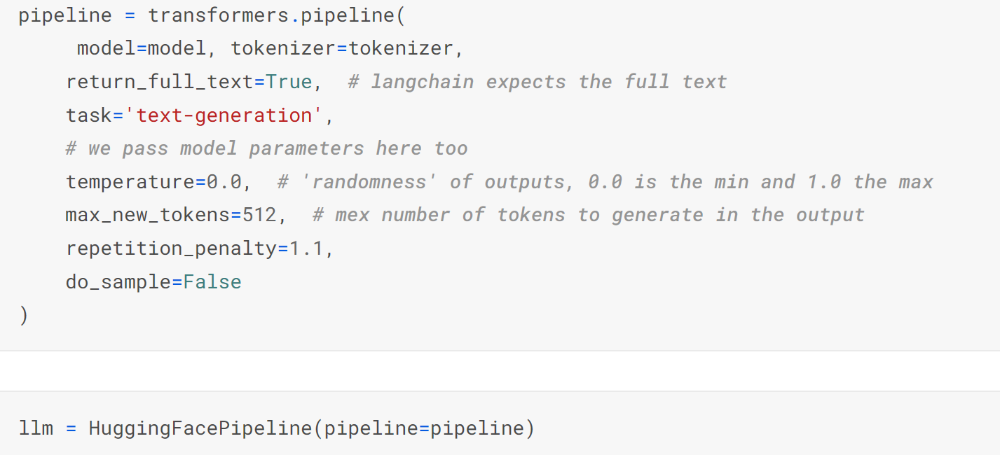 pipeline = transformers.pipeline(
     model=model, tokenizer=tokenizer,
    return_full_text=True,  # langchain expects the full text
    task='text-generation',
    # we pass model parameters here too
    temperature=0.0,  # 'randomness' of outputs, 0.0 is the min and 1.0 the max
    max_new_tokens=512,  # mex number of tokens to generate in the output
    repetition_penalty=1.1,
    do_sample=False
)
llm = HuggingFacePipeline(pipeline=pipeline)